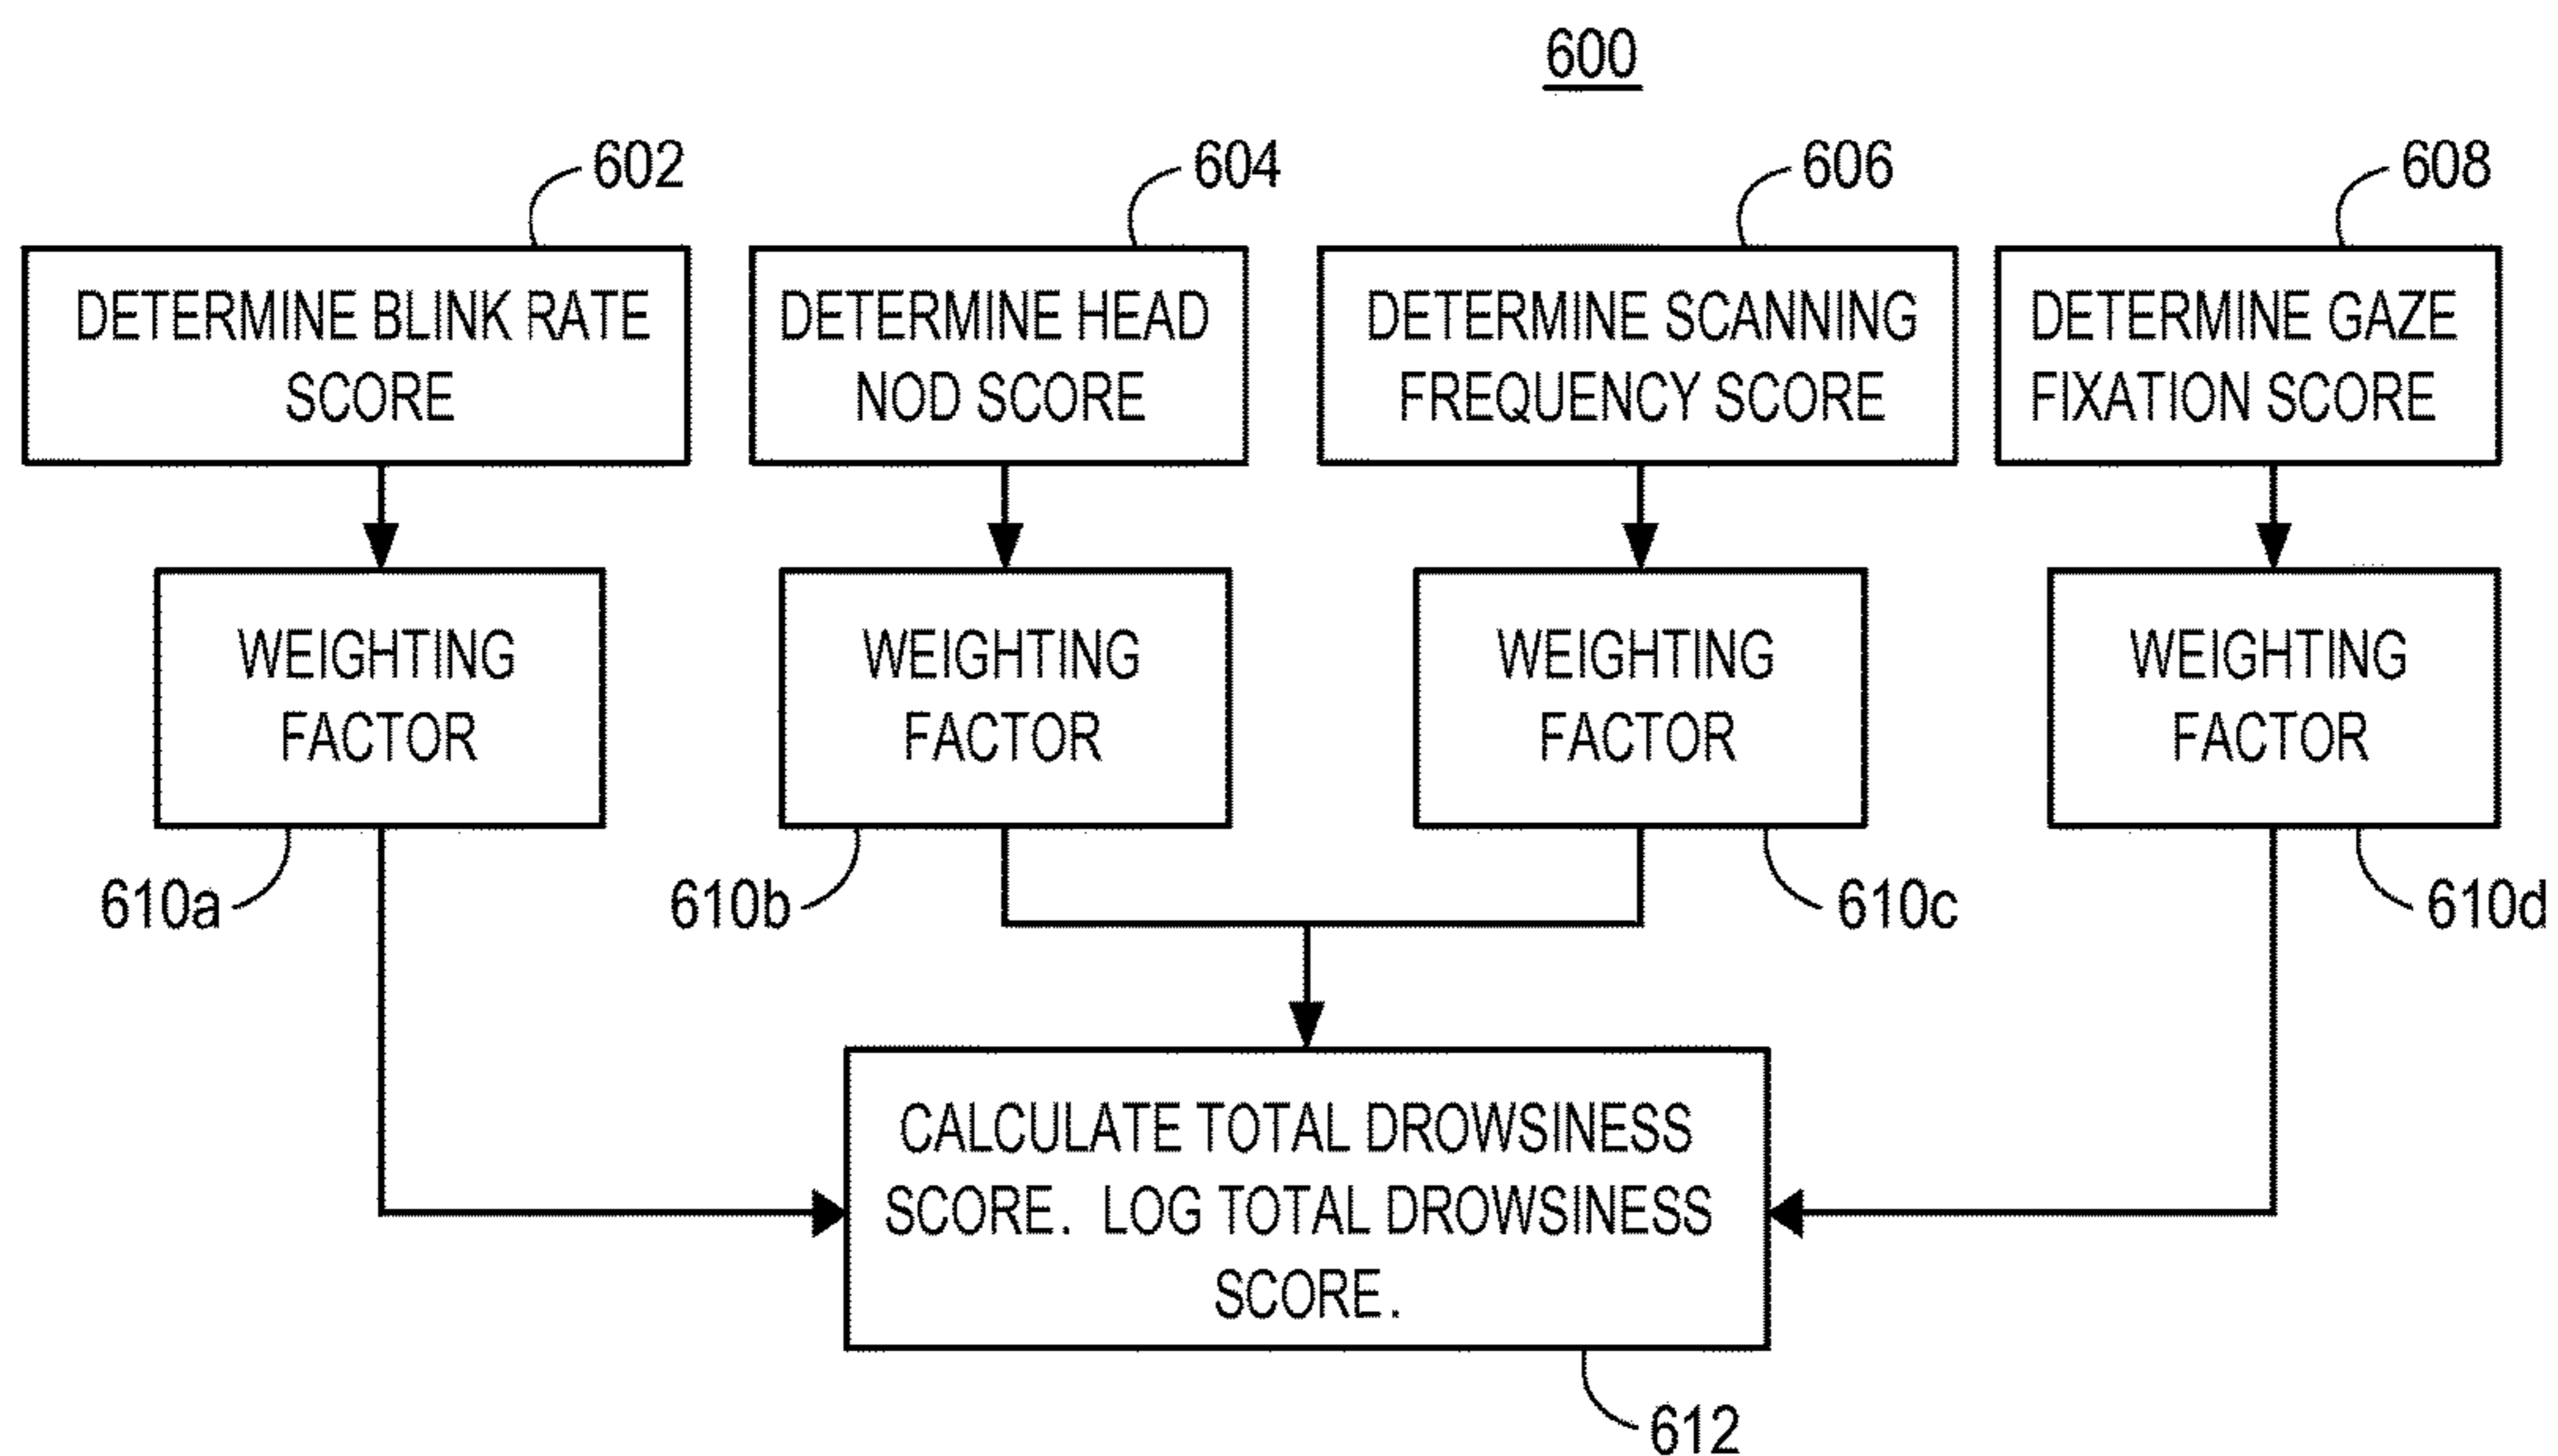 600
602
604
606
608
DETERMINE BLINK RATE
SCORE
DETERMINE HEAD
NOD SCORE
DETERMINE SCANNING
FREQUENCY SCORE
DETERMINE GAZE
FIXATION SCORE
WEIGHTING
FACTOR
WEIGHTING
FACTOR
WEIGHTING
FACTOR
WEIGHTING
FACTOR
610a
610b
610c
610d
CALCULATE TOTAL DROWSINESS
SCORE. LOG TOTAL DROWSINESS
SCORE.
612